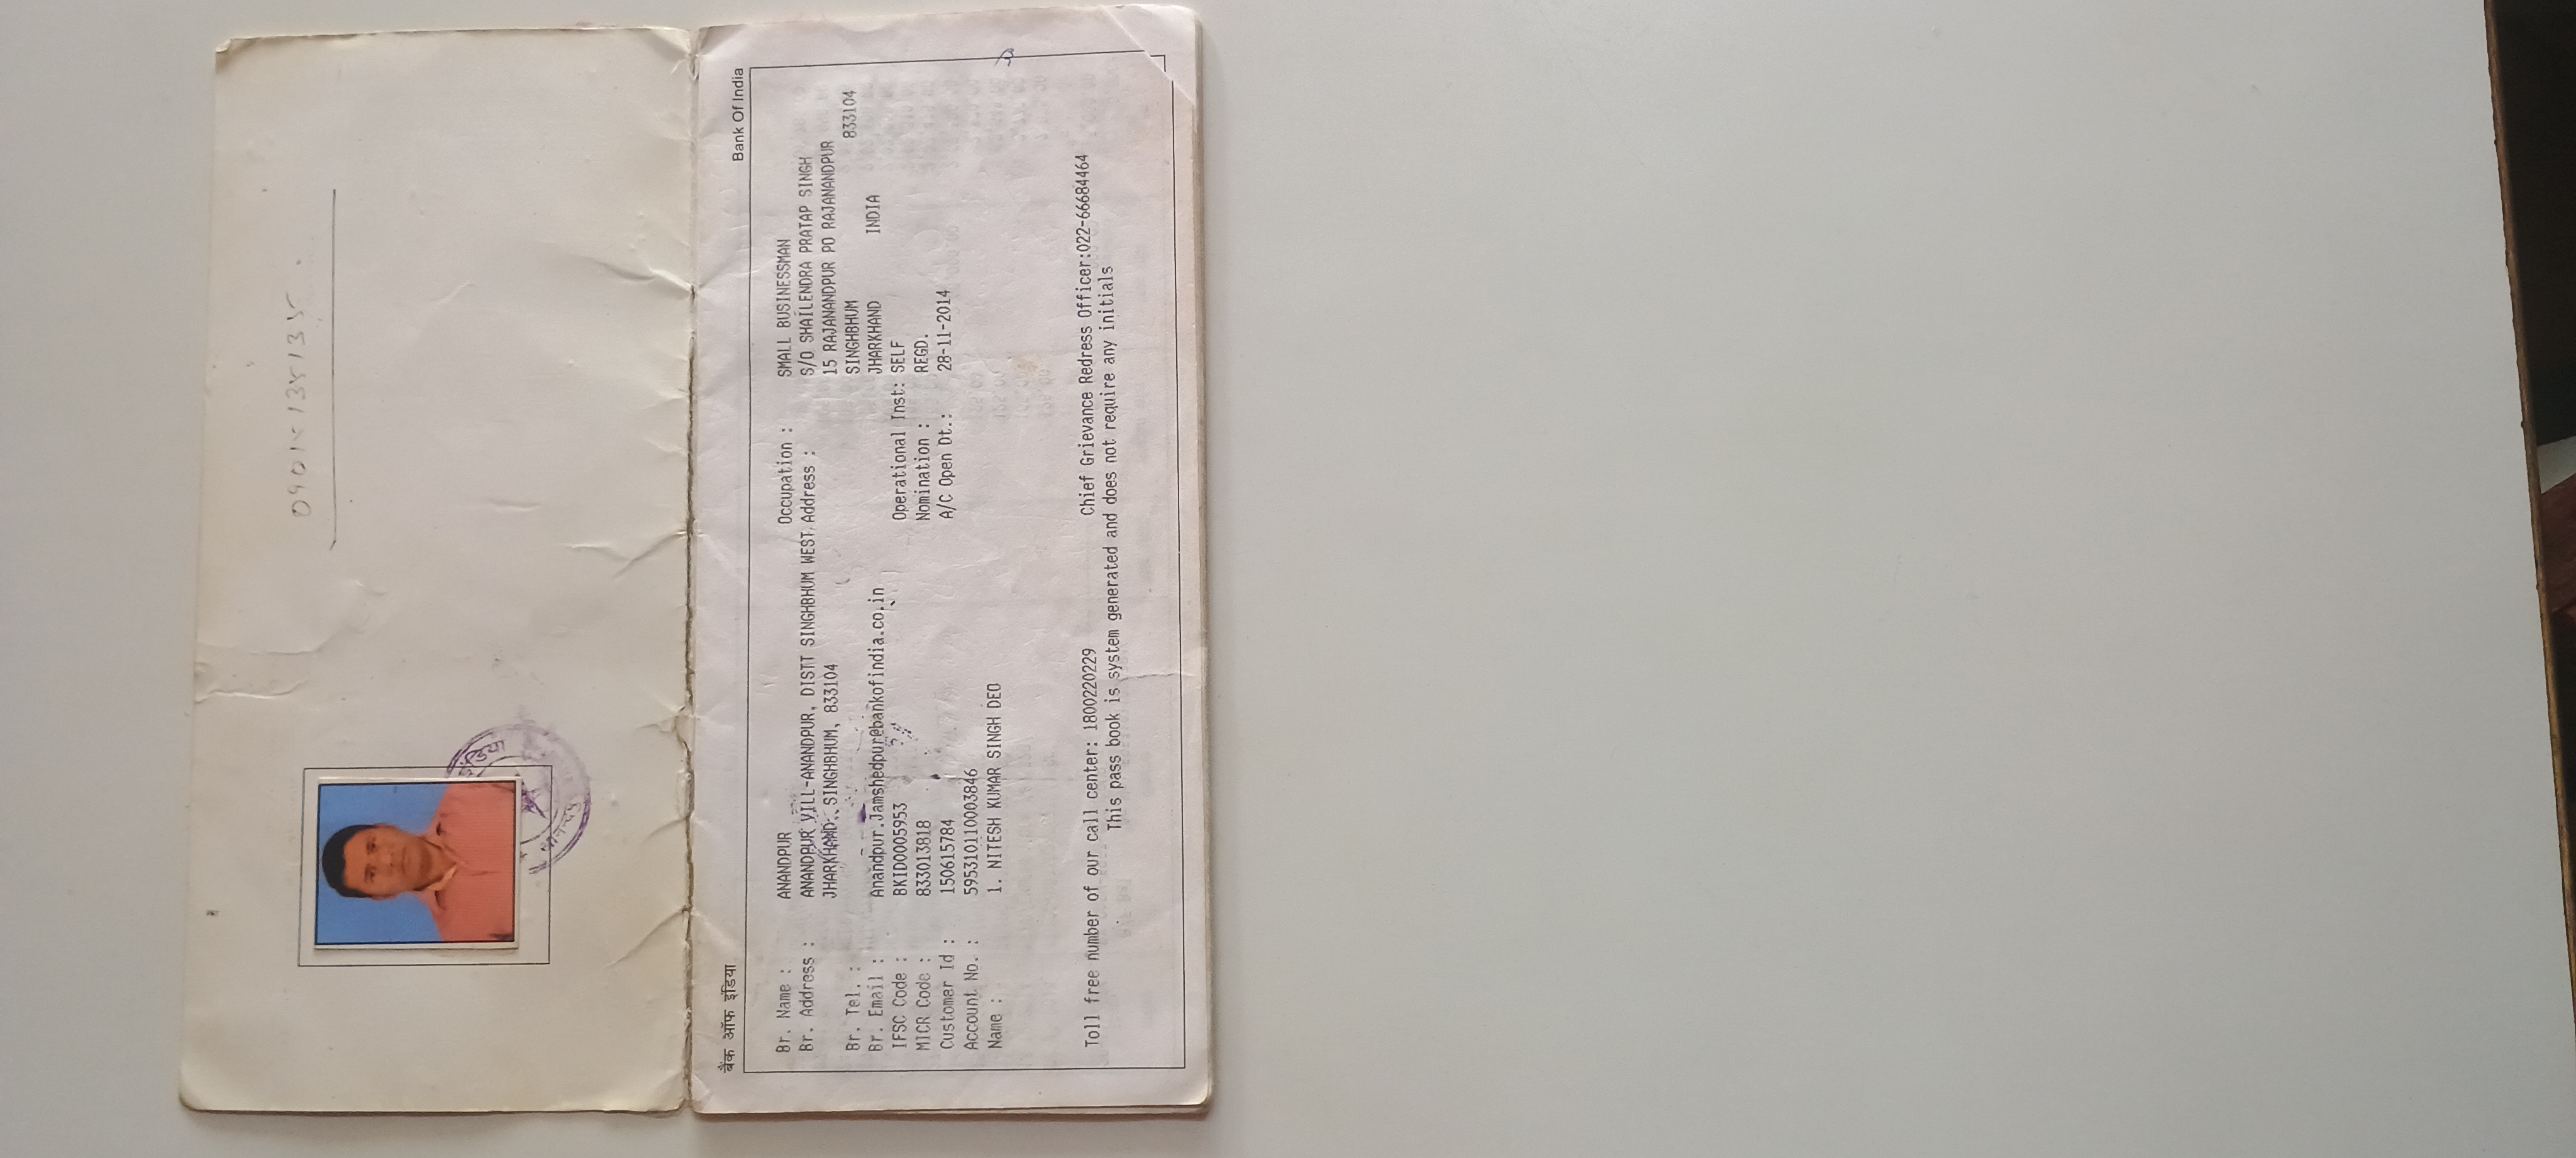 बैंक ऑफ इंडिया Bank Of India
Br. Name : ANANDPUR Occupation : SMALL BUSINESSMAN
Br. Address : ANANDPUR VILL-ANANDPUR, DISTT SINGHBHUM WEST, Address : S/O SHAILENDRA PRATAP SINGH
JHARKHAND, SINGHBHUM, 833104 15 RAJANANDPUR PO RAJANANDPUR
Br. Tel. : SINGHBHUM 833104
Br. Email : Anandpur.Jamshedpur@bankofindia.co.in JHARKHAND INDIA
IFSC Code : BKID0005953 Operational Inst: SELF
MICR Code : 833013818 Nomination : REGD.
Customer Id : 150615784 A/C Open Dt.: 28-11-2014
Account No. : 595310110003846
Name : 1. NITESH KUMAR SINGH DEO
Toll free number of our call center: 1800220229 Chief Grievance Redress Officer:022-66684464
This pass book is system generated and does not require any initials
इंडिया